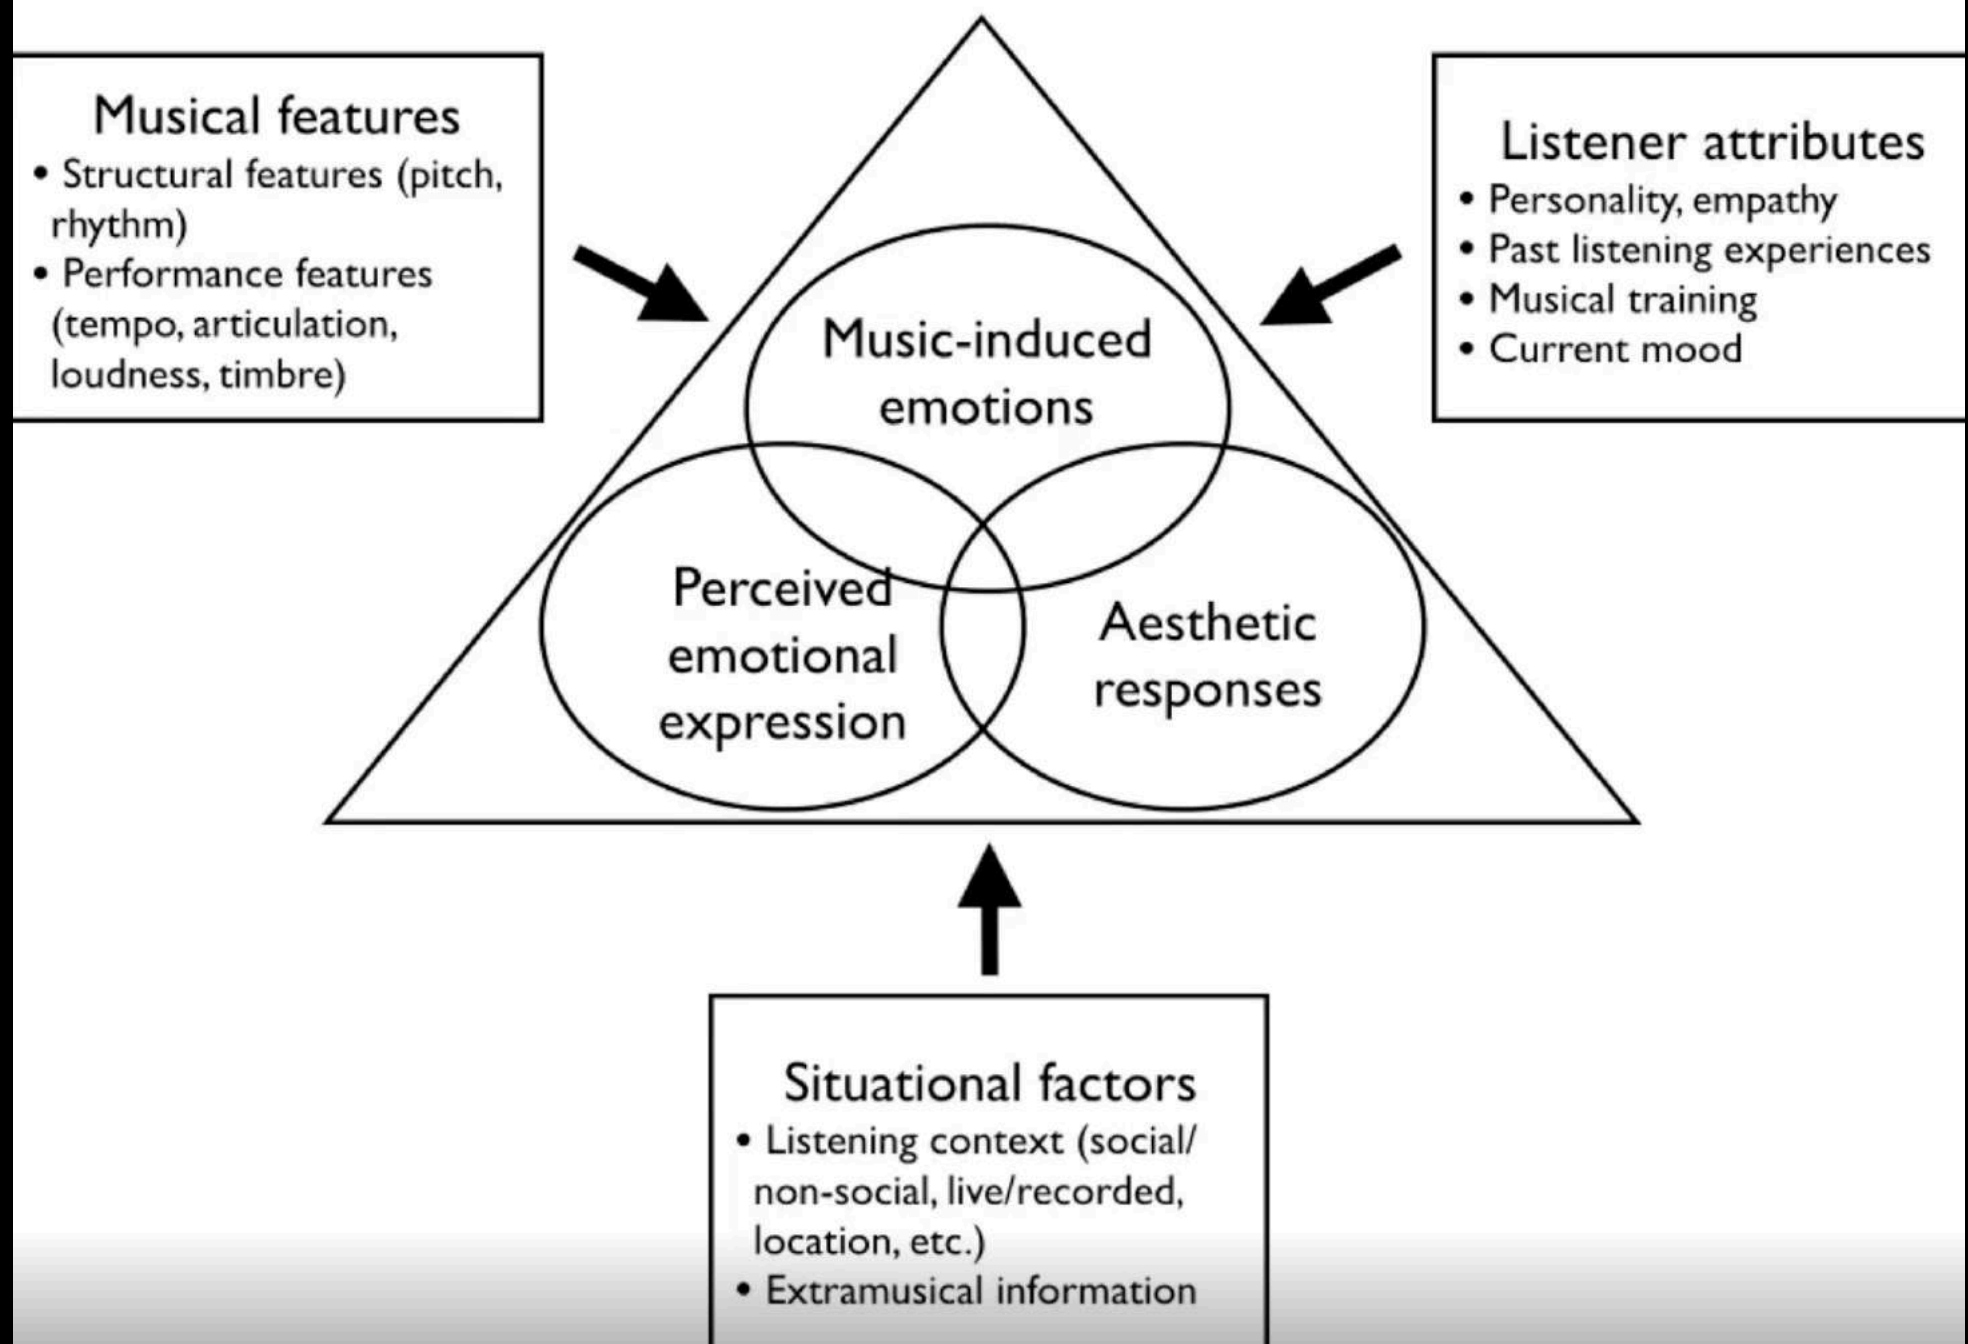 Musical features
• Structural features (pitch,
rhythm)
• Performance features
(tempo, articulation,
loudness, timbre)
Listener attributes
• Personality, empathy
• Past listening experiences
• Musical training
• Current mood
Music-induced
emotions
Perceived
emotional
expression
Aesthetic
responses
Situational factors
• Listening context (social/
non-social, live/recorded,
location, etc.)
• Extramusical information